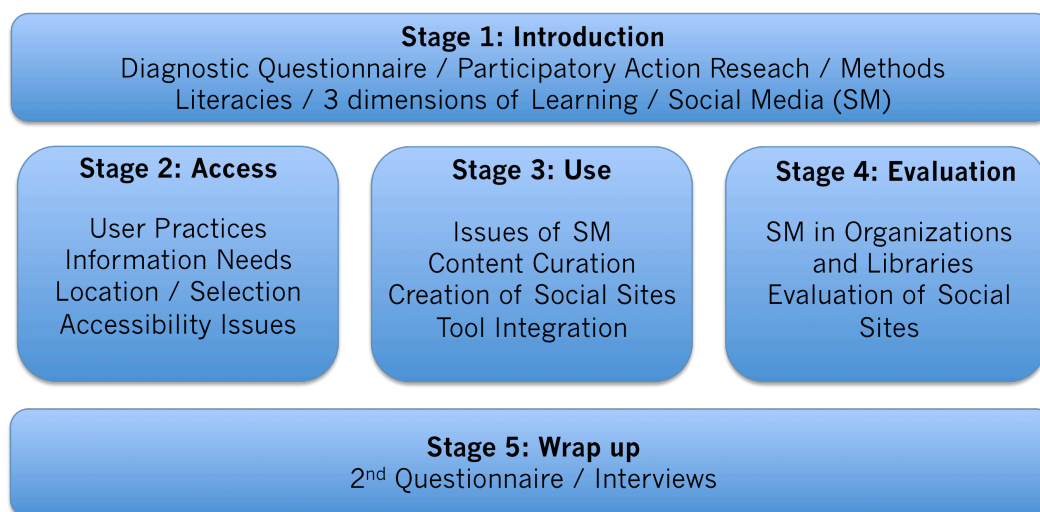 Stage 1: Introduction
Diagnostic Questionnaire / Participatory Action Reseach / Methods
Literacies / 3 dimensions of Learning / Social Media (SM)
Stage 2: Access
User Practices
Information Needs
Location / Selection
Accessibility Issues
Stage 3: Use
Issues of SM
Content Curation
Creation of Social Sites
Tool Integration
Stage 4: Evaluation
SM in Organizations
and Libraries
Evaluation of Social
Sites
Stage 5: Wrap up
2nd Questionnaire / Interviews